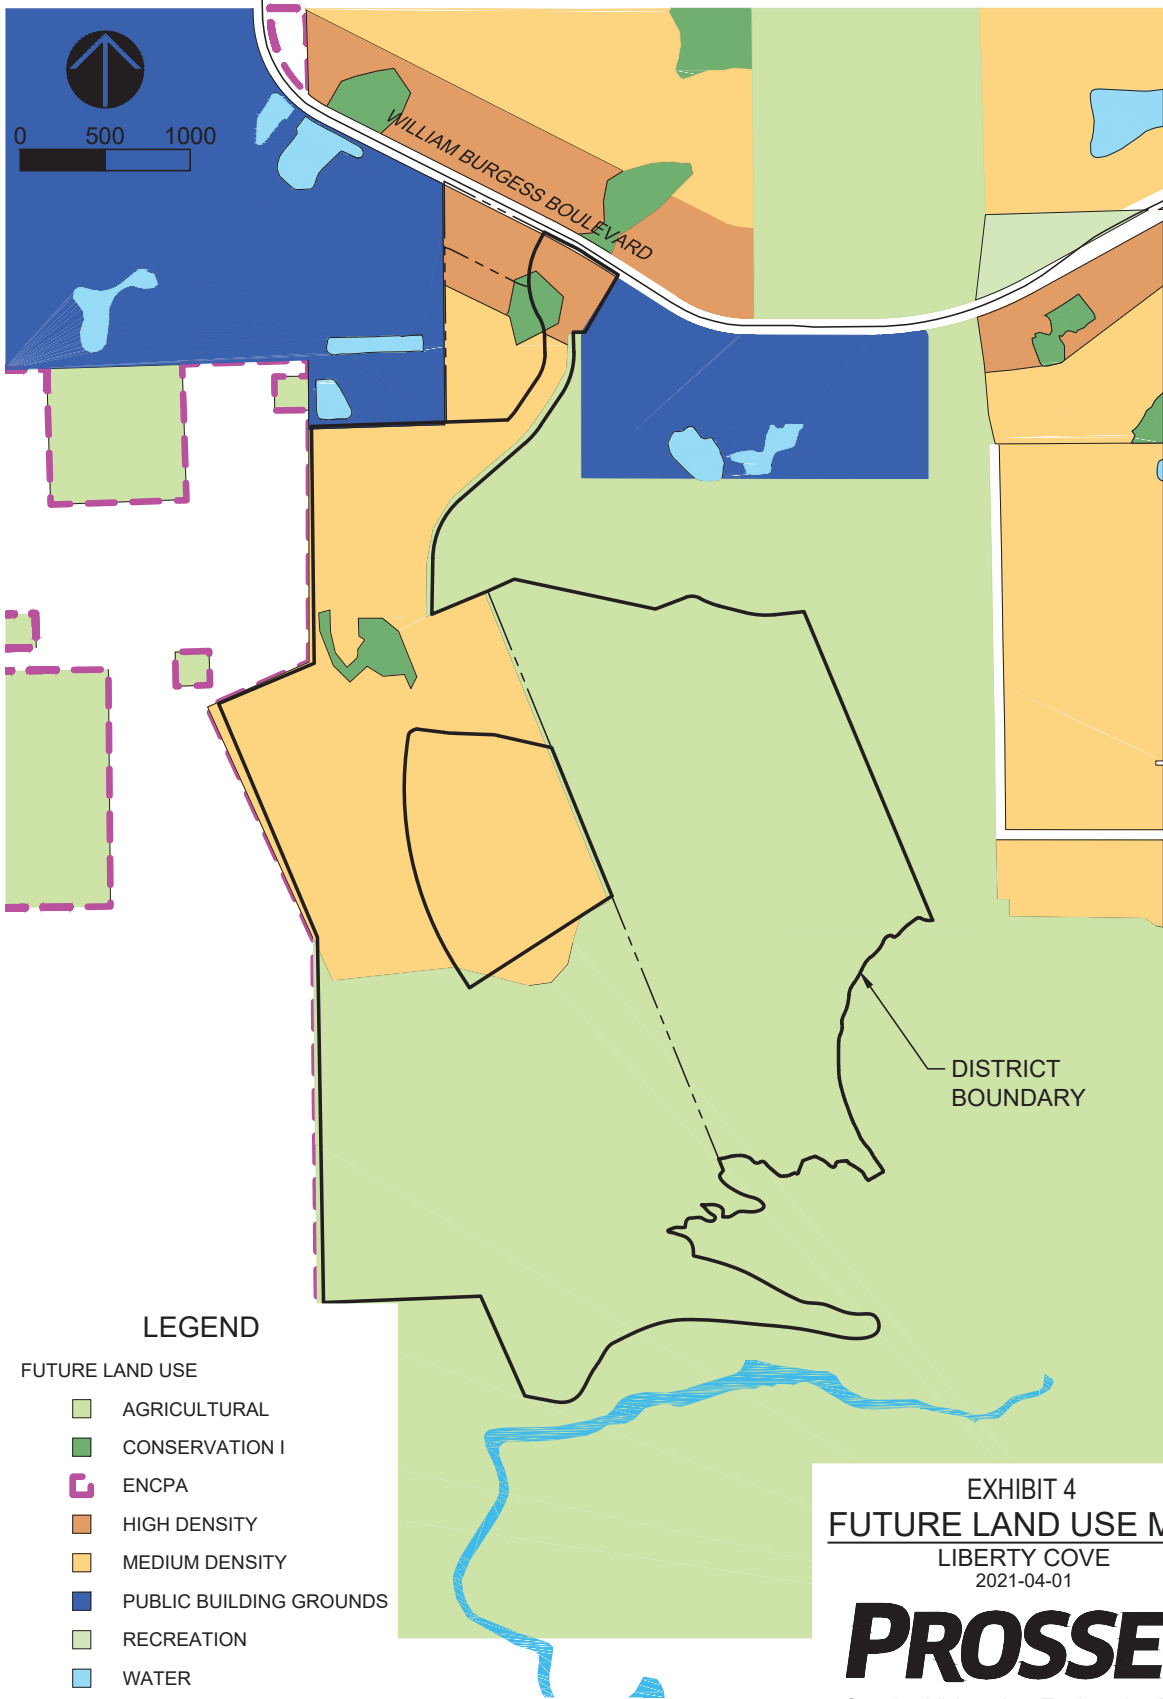 0 500 1000
WILLIAM BURGESS BOULEVARD
DISTRICT
BOUNDARY
LEGEND
FUTURE LAND USE
AGRICULTURAL
CONSERVATION I
ENCPA
HIGH DENSITY
MEDIUM DENSITY
PUBLIC BUILDING GROUNDS
RECREATION
WATER
EXHIBIT 4
FUTURE LAND USE M
LIBERTY COVE
2021-04-01
PROSSE